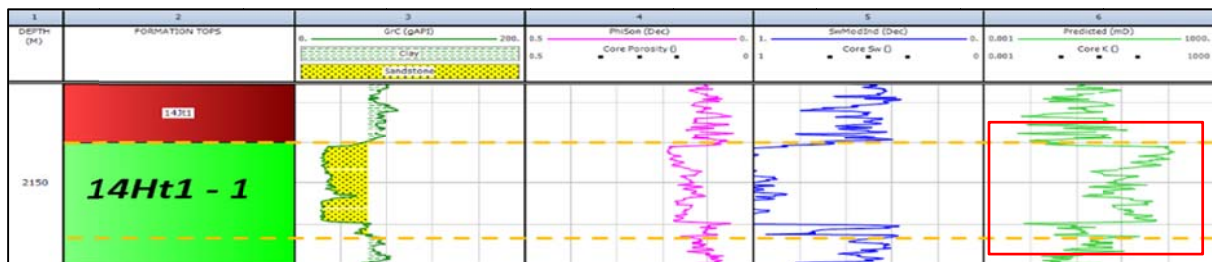 1
2
3
4
5
6
DEPTH (M)
FORMATION TOPS
GrC (gAPI)
0. 200.
Clay
Sandstone
PhiSon (Dec)
0.5 0.
Core Porosity ()
0.5 0
SwModInd (Dec)
1. 0.
Core Sw ()
1 0
Predicted (mD)
0.001 1000.
Core K ()
0.001 1000
14Jt1
2150
14Ht1 - 1